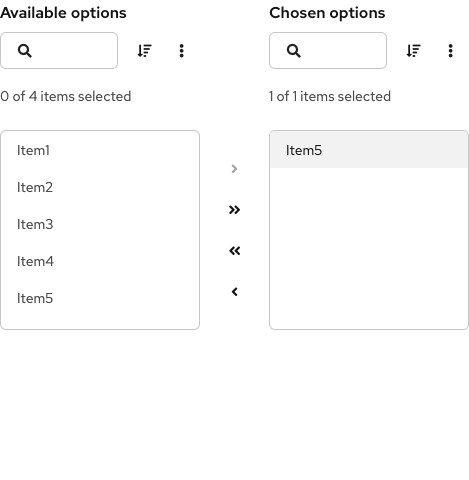 Available options
0 of 4 items selected
Item1
Item2
Item3
Item4
Item5
Chosen options
1 of 1 items selected
Item5